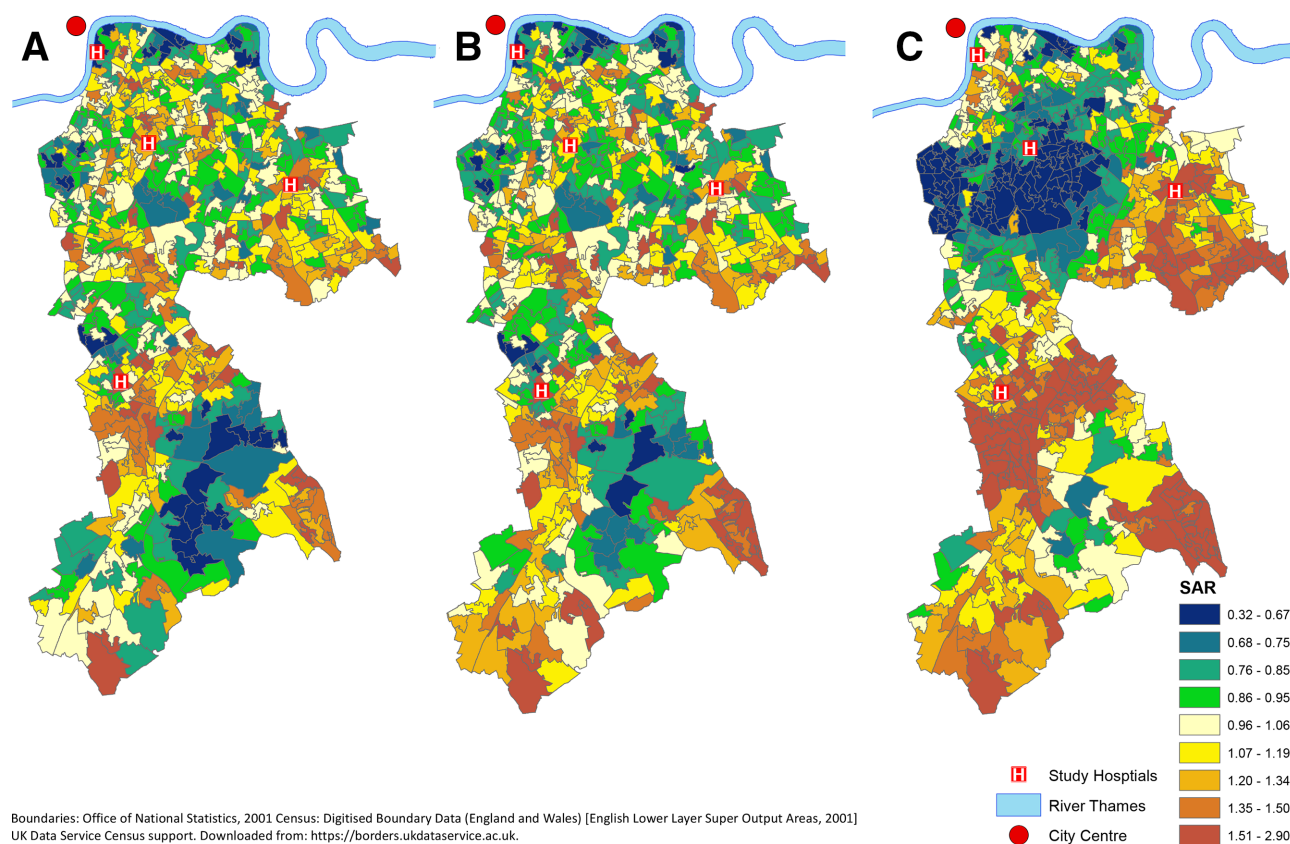 A
B
C
H
H
H
H
H
H
H
H
H
H
H
H
SAR
0.32 - 0.67
0.68 - 0.75
0.76 - 0.85
0.86 - 0.95
0.96 - 1.06
1.07 - 1.19
1.20 - 1.34
1.35 - 1.50
1.51 - 2.90
H Study Hosptials
River Thames
City Centre
Boundaries: Office of National Statistics, 2001 Census: Digitised Boundary Data (England and Wales) [English Lower Layer Super Output Areas, 2001]
UK Data Service Census support. Downloaded from: https://borders.ukdataservice.ac.uk.